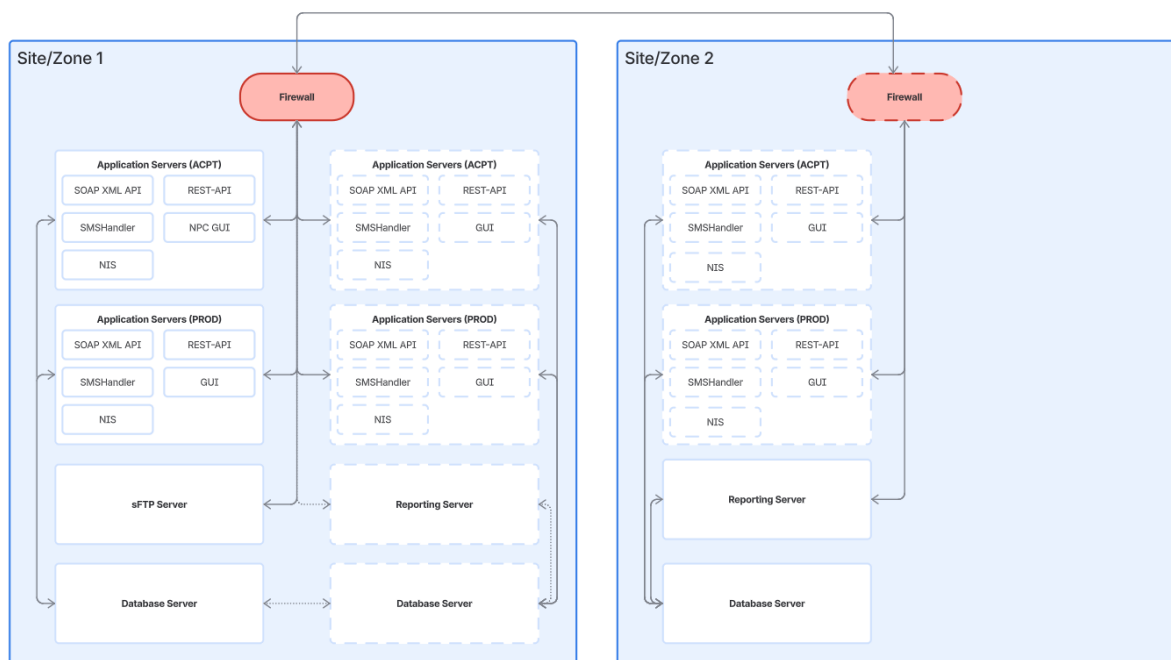 Site/Zone 1
Firewall
Application Servers (ACPT)
SOAP XML API
REST-API
SMSHandler
NPC GUI
NIS
Application Servers (ACPT)
SOAP XML API
REST-API
SMSHandler
GUI
NIS
Application Servers (PROD)
SOAP XML API
REST-API
SMSHandler
GUI
NIS
Application Servers (PROD)
SOAP XML API
REST-API
SMSHandler
GUI
NIS
sFTP Server
Reporting Server
Database Server
Database Server
Site/Zone 2
Firewall
Application Servers (ACPT)
SOAP XML API
REST-API
SMSHandler
GUI
NIS
Application Servers (PROD)
SOAP XML API
REST-API
SMSHandler
GUI
NIS
Reporting Server
Database Server